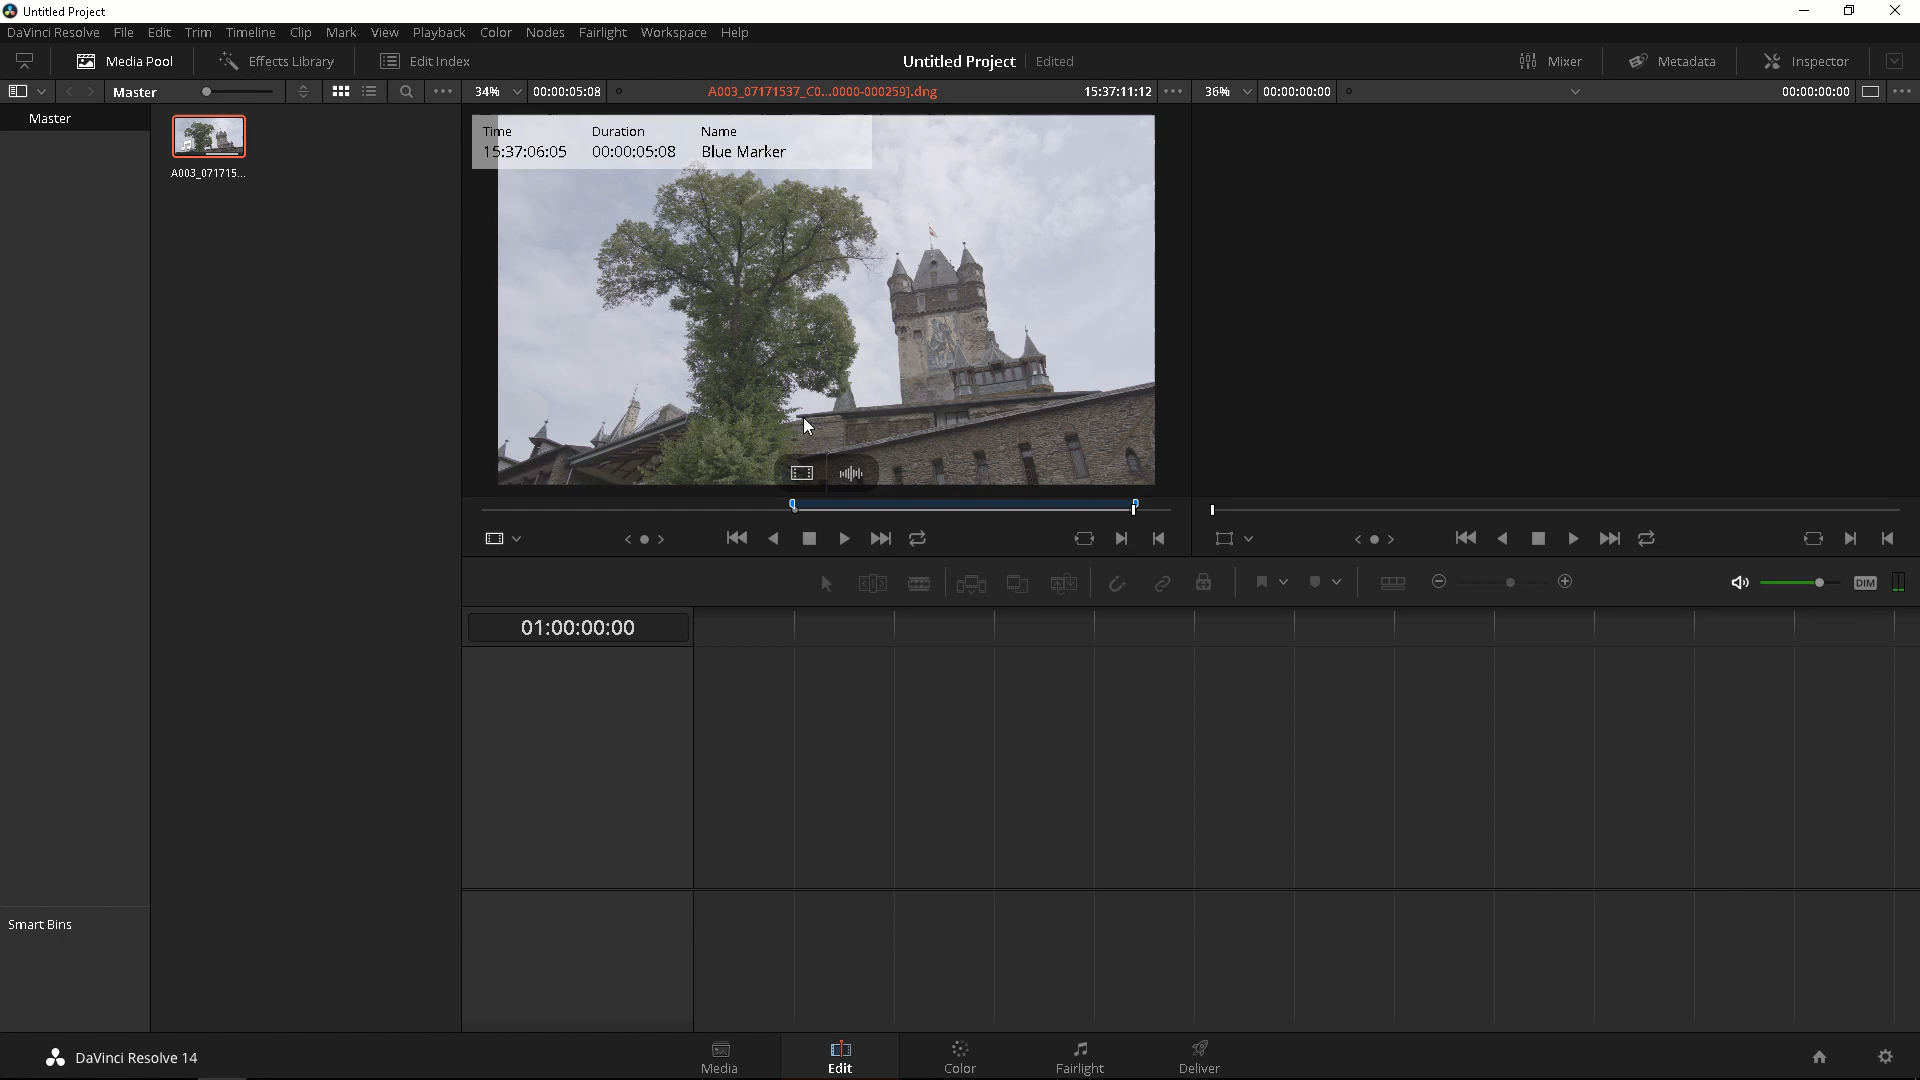 Untitled Project
DaVinci Resolve File Edit Trim Timeline Clip Mark View Playback Color Nodes Fairlight Workspace Help
Media Pool Effects Library Edit Index Untitled Project Edited Mixer Metadata Inspector
Master 34% 00:00:05:08 A003_07171537_C0...0000-000259].dng 15:37:11:12 36% 00:00:00:00 00:00:00:00
Master
Time Duration Name
15:37:06:05 00:00:05:08 Blue Marker
A003_071715...
DIM
01:00:00:00
Smart Bins
DaVinci Resolve 14
Media Edit Color Fairlight Deliver